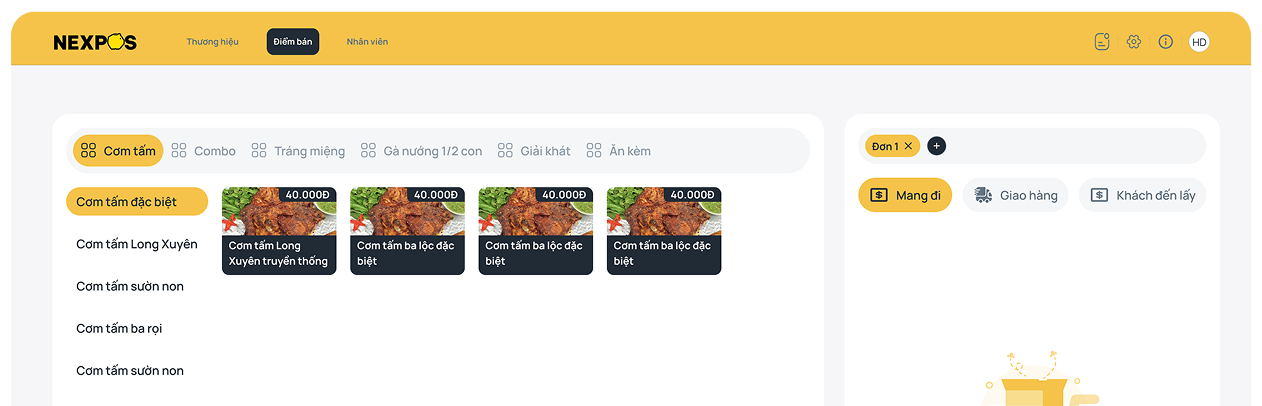 NEXPOS
Thương hiệu
Điểm bán
Nhân viên
HD
Cơm tấm
Combo
Tráng miệng
Gà nướng 1/2 con
Giải khát
Ăn kèm
Đơn 1
Mang đi
Giao hàng
Khách đến lấy
Cơm tấm đặc biệt
Cơm tấm Long Xuyên
Cơm tấm sườn non
Cơm tấm ba rọi
Cơm tấm sườn non
40.000Đ
Cơm tấm Long
Xuyên truyền thống
40.000Đ
Cơm tấm ba lộc đặc
biệt
40.000Đ
Cơm tấm ba lộc đặc
biệt
40.000Đ
Cơm tấm ba lộc đặc
biệt